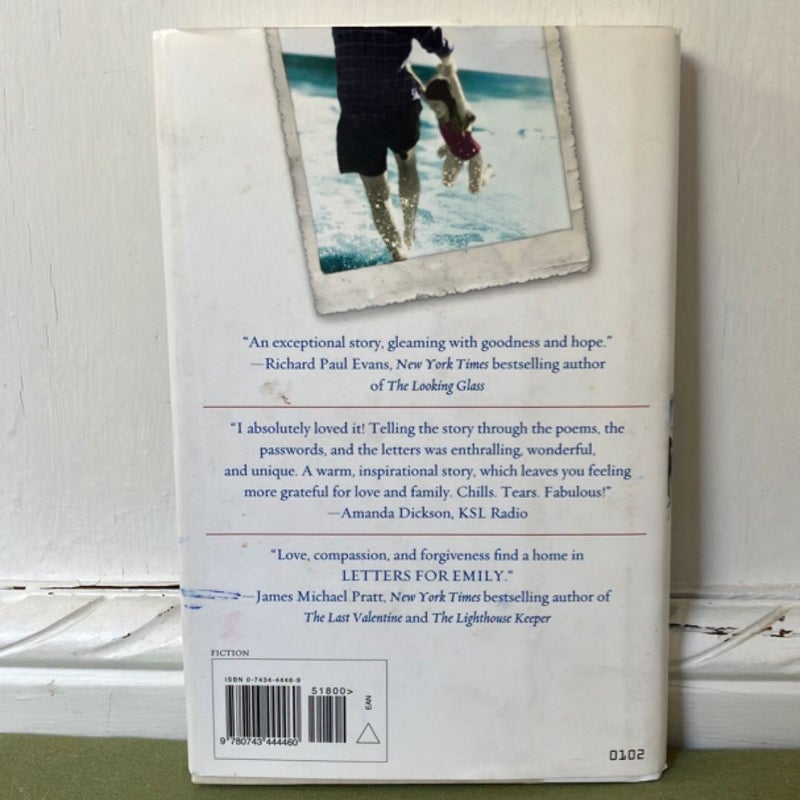 “An exceptional story, gleaming with goodness and hope.”
—Richard Paul Evans, New York Times bestselling author
of The Looking Glass
“I absolutely loved it! Telling the story through the poems, the
passwords, and the letters was enthralling, wonderful,
and unique. A warm, inspirational story, which leaves you feeling
more grateful for love and family. Chills. Tears. Fabulous!”
—Amanda Dickson, KSL Radio
“Love, compassion, and forgiveness find a home in
LETTERS FOR EMILY.”
—James Michael Pratt, New York Times bestselling author of
The Last Valentine and The Lighthouse Keeper
FICTION
ISBN 0-7434-4446-9
51800>
EAN
9 780743 444460
0102